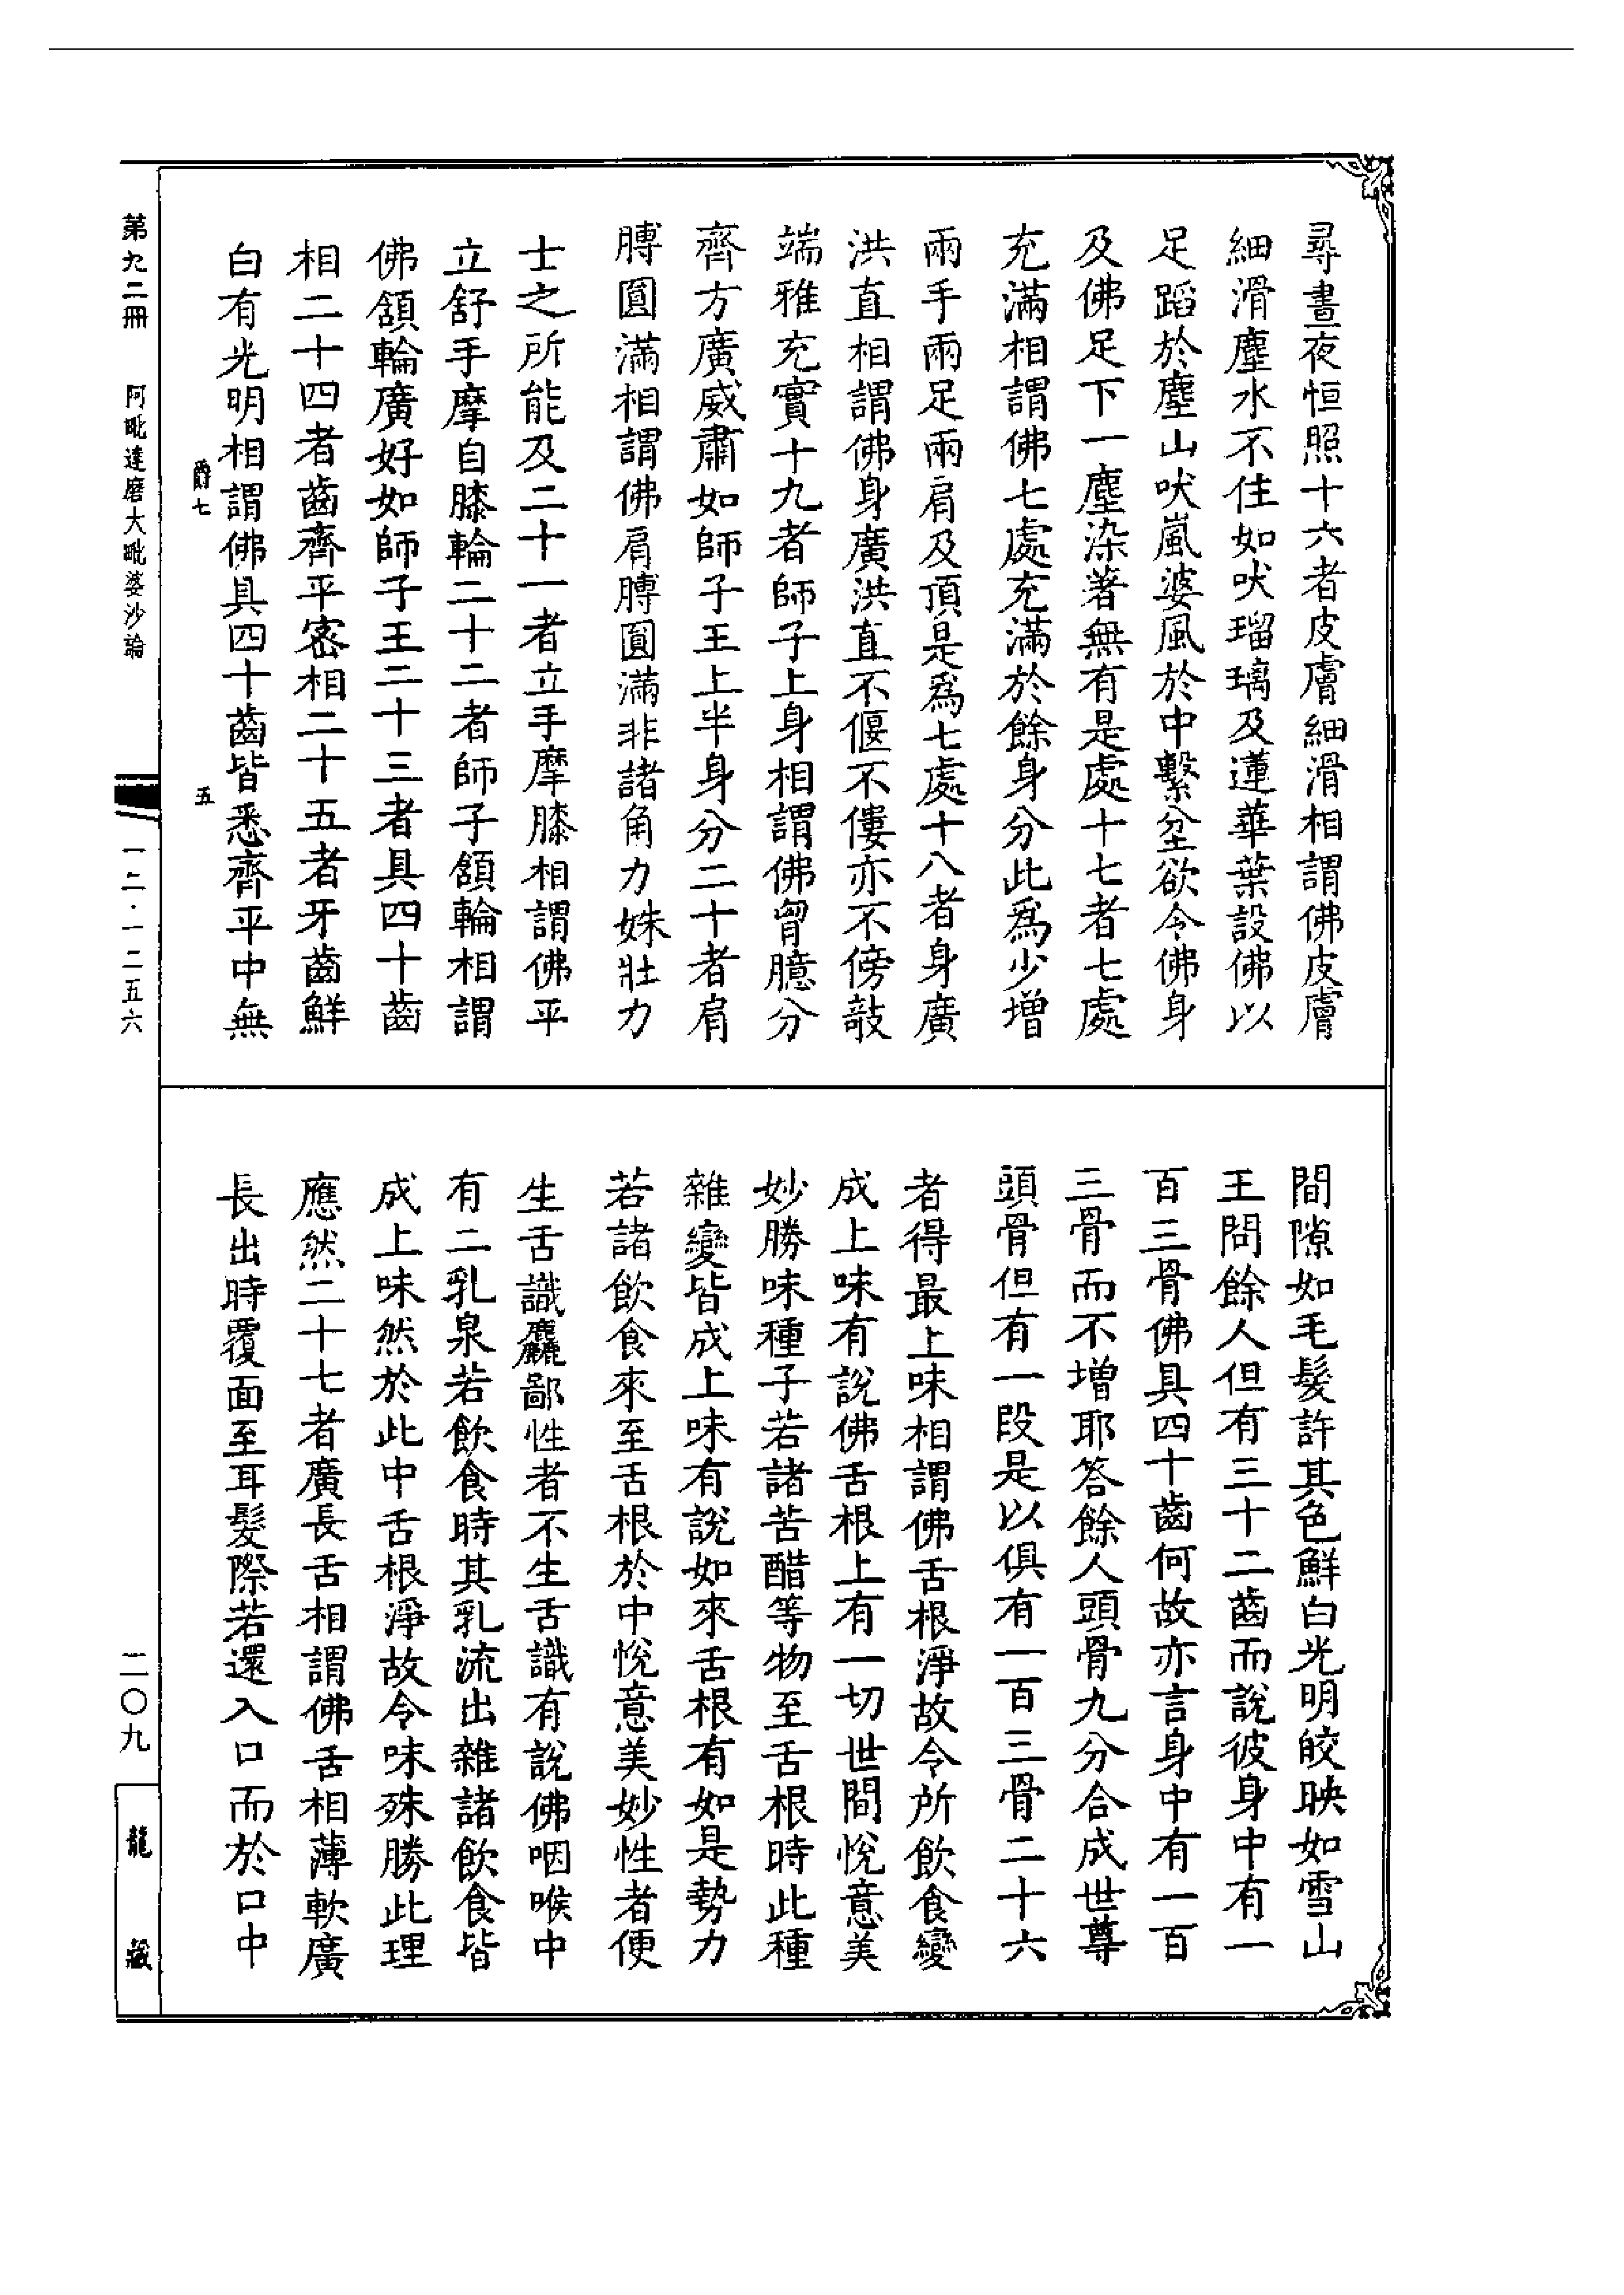 尋晝夜恒照十六者皮膚細滑相謂佛皮膚
細滑塵水不住如吠瑠璃及蓮華葉設佛以
足蹈於塵山吠嵐婆風於中繫坌欲令佛身
及佛足下一塵染著無有是處十七者七處
充滿相謂佛七處充滿於餘身分此爲少增
兩手兩足兩肩及頂是爲七處十八者身廣
洪直相謂佛身廣洪直不偃不僂亦不傍攲
端雅充實十九者師子上身相謂佛胷臆分
齊方廣威肅如師子王上半身分二十者肩
膊圓滿相謂佛肩膊圓滿非諸角力姝壯力
士之所能及二十一者立手摩膝相謂佛平
立舒手摩自膝輪二十二者師子頷輪相謂
佛頷輪廣好如師子王二十三者具四十齒
相二十四者齒齊平密相二十五者牙齒鮮
白有光明相謂佛具四十齒皆悉齊平中無
爵七
五
間隙如毛髮許其色鮮白光明皎映如雪山
王問餘人但有三十二齒而說彼身中有一
百三骨佛具四十齒何故亦言身中有一百
三骨而不增耶答餘人頭骨九分合成世尊
頭骨但有一段是以俱有一百三骨二十六
者得最上味相謂佛舌根淨故令所飲食變
成上味有說佛舌根上有一切世間悅意美
妙勝味種子若諸苦醋等物至舌根時此種
雜變皆成上味有說如來舌根有如是勢力
若諸飲食來至舌根於中悅意美妙性者便
生舌識麤鄙性者不生舌識有說佛咽喉中
有二乳泉若飲食時其乳流出雜諸飲食皆
成上味然於此中舌根淨故令味殊勝此理
應然二十七者廣長舌相謂佛舌相薄軟廣
長出時覆面至耳髮際若還入口而於口中
第九二冊
阿毗達磨大毗婆沙論
一二·一二五六
二〇九
龍藏